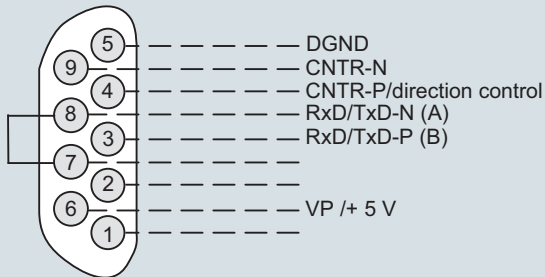 5 DGND
9 CNTR-N
4 CNTR-P/direction control
8 RxD/TxD-N (A)
3 RxD/TxD-P (B)
7
2
6 VP /+ 5 V
1